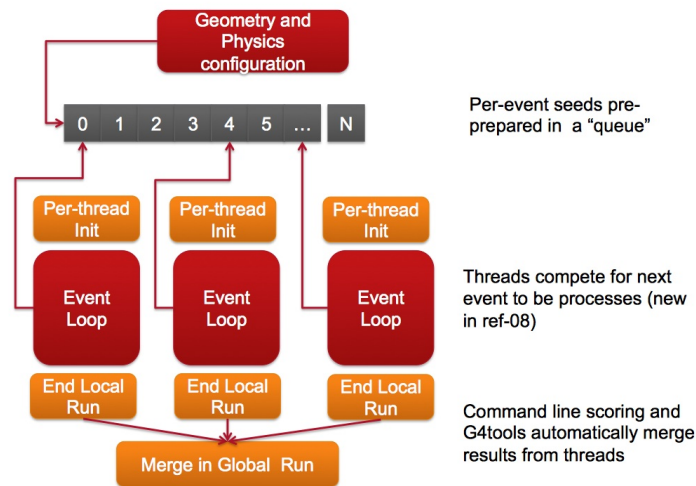 Geometry and
Physics
configuration
0 1 2 3 4 5 ... N
Per-event seeds pre-
prepared in a “queue”
Per-thread
Init
Per-thread
Init
Per-thread
Init
Event
Loop
Event
Loop
Event
Loop
Threads compete for next
event to be processes (new
in ref-08)
End Local
Run
End Local
Run
End Local
Run
Command line scoring and
G4tools automatically merge
results from threads
Merge in Global Run